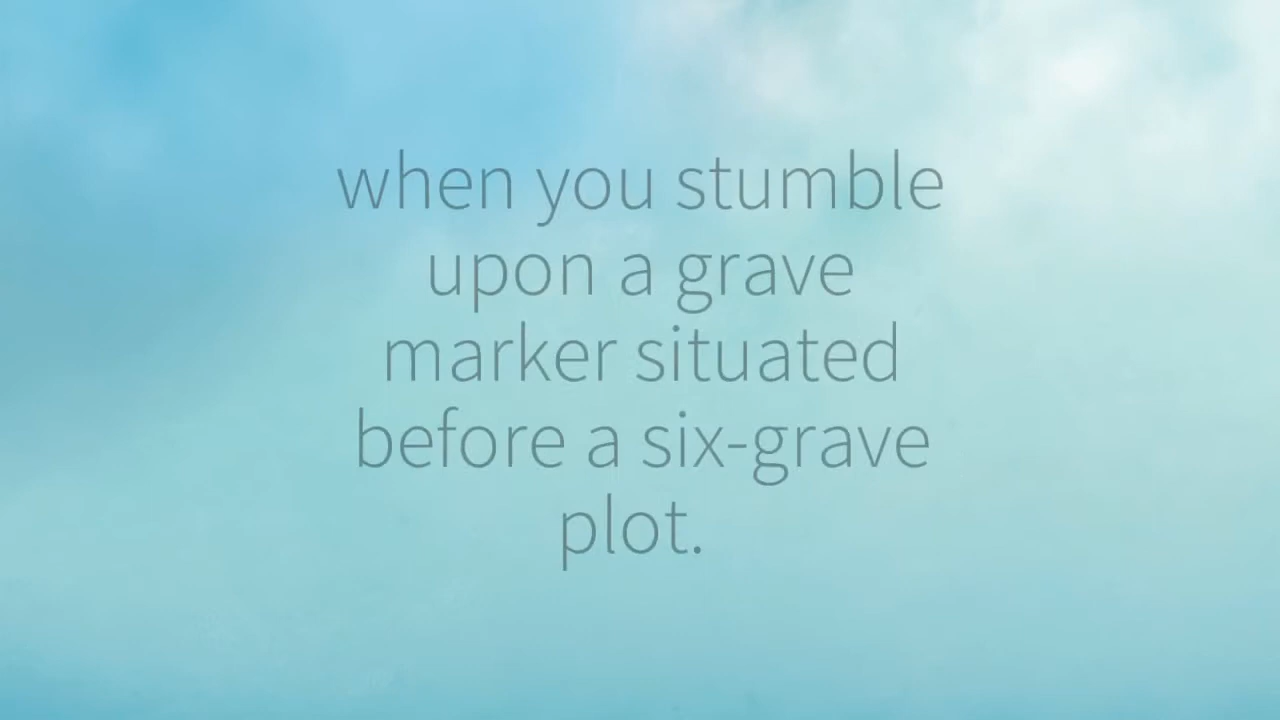 when you stumble
upon a grave
marker situated
before a six-grave
plot.